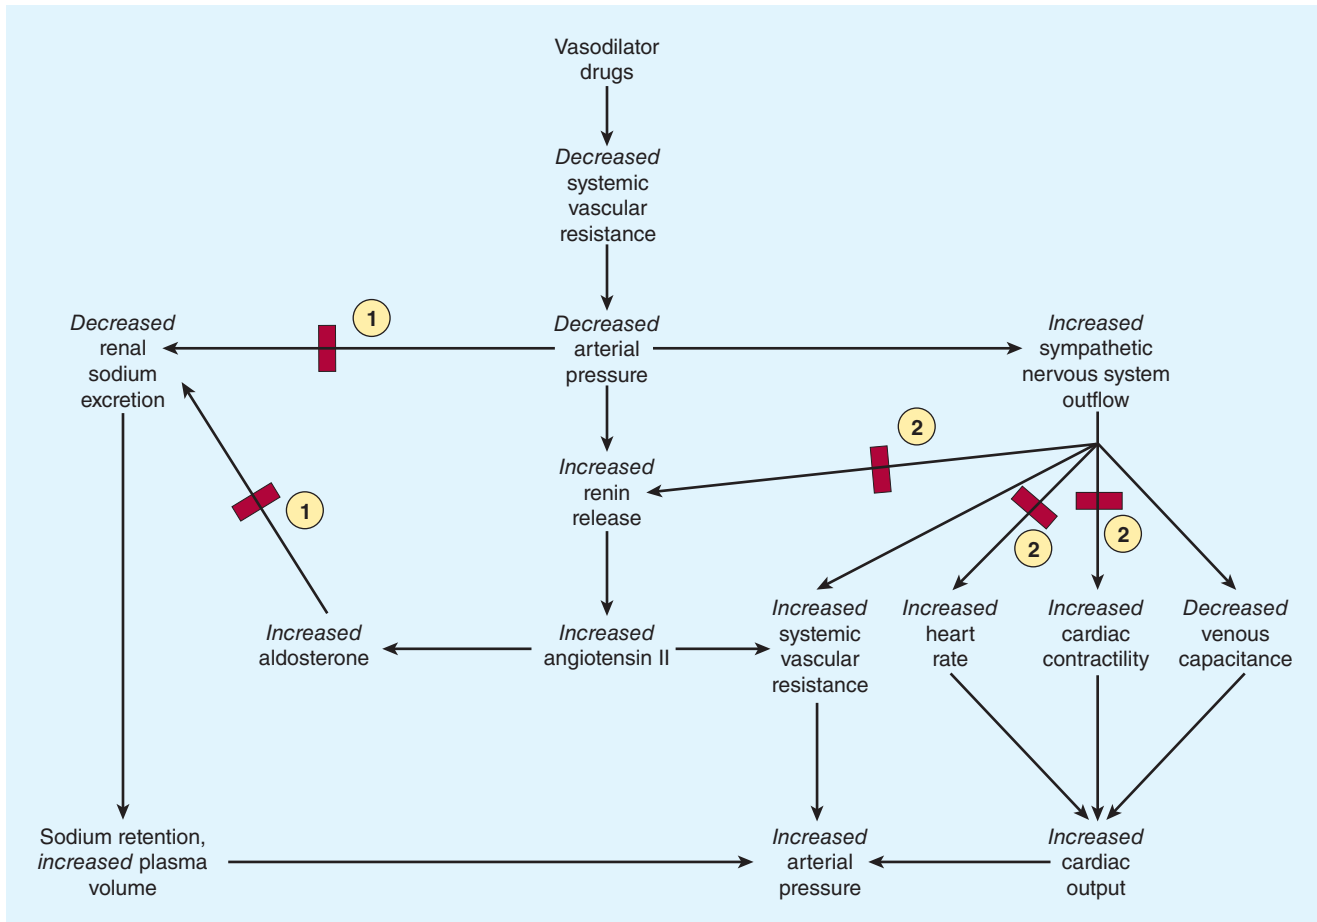 Vasodilator
drugs
Decreased
systemic
vascular
resistance
Decreased
renal
sodium
excretion
1
Decreased
arterial
pressure
Increased
sympathetic
nervous system
outflow
2
Increased
renin
release
1
2
2
Increased
aldosterone
Increased
angiotensin II
Increased
systemic
vascular
resistance
Increased
heart
rate
Increased
cardiac
contractility
Decreased
venous
capacitance
Sodium retention,
increased plasma
volume
Increased
arterial
pressure
Increased
cardiac
output